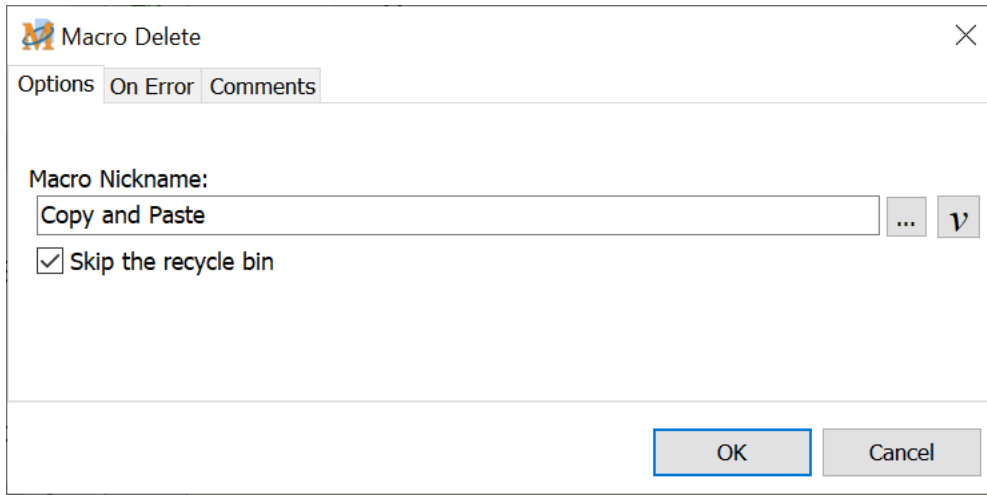 Macro Delete
Options On Error Comments
Macro Nickname:
Copy and Paste ... v
Skip the recycle bin
OK Cancel